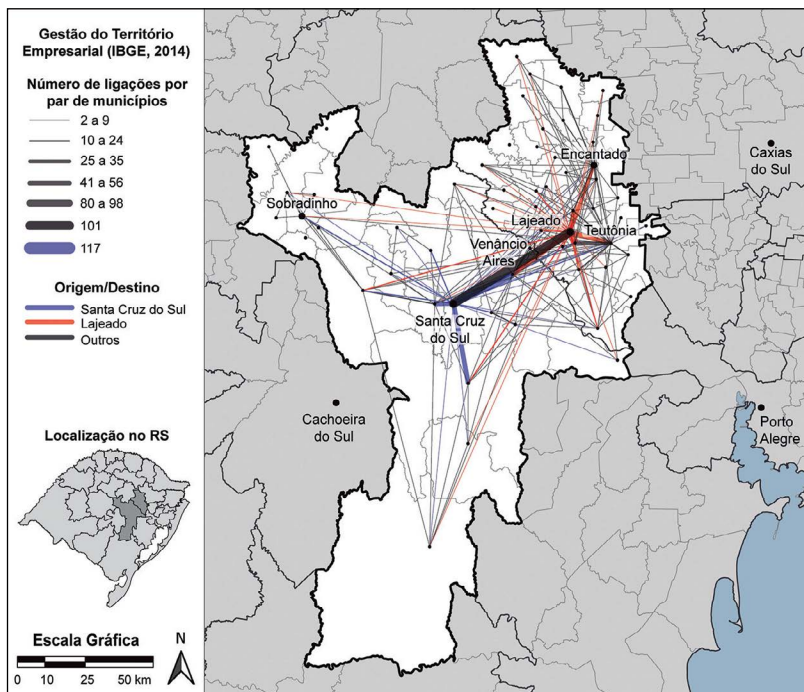 Gestão do Território
Empresarial (IBGE, 2014)
Número de ligações por
par de municípios
2 a 9
10 a 24
25 a 35
41 a 56
80 a 98
101
117
Origem/Destino
Santa Cruz do Sul
Lajeado
Outros
Localização no RS
Escala Gráfica
N
0 10 25 50 km
Encantado
Caxias
do Sul
Sobradinho
Lajeado
Teutônia
Venâncio
Aires
Santa Cruz
do Sul
Cachoeira
do Sul
Porto
Alegre